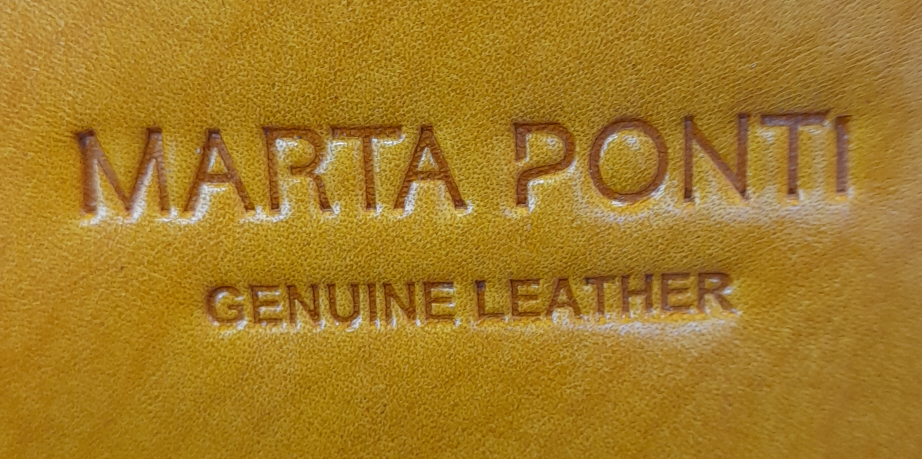 MARTA PONTI
GENUINE LEATHER